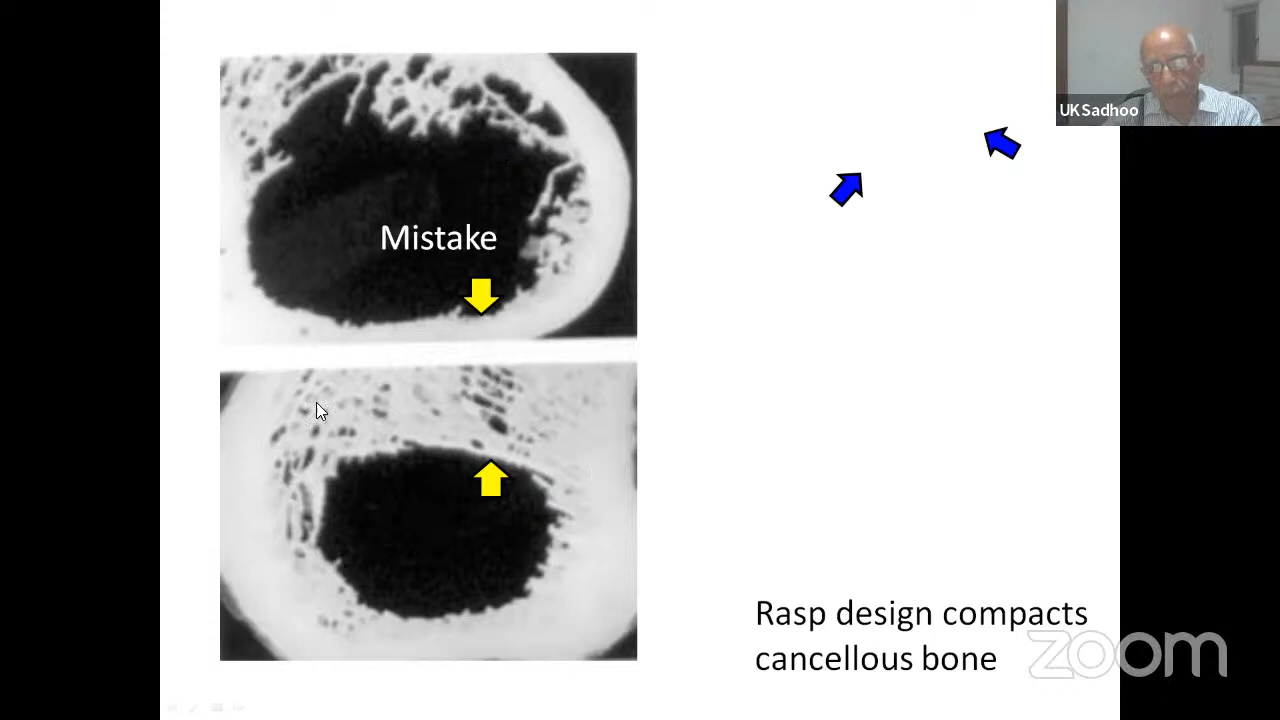 UKSadhoo
Mistake
Rasp design compacts
cancellous bone
zoom